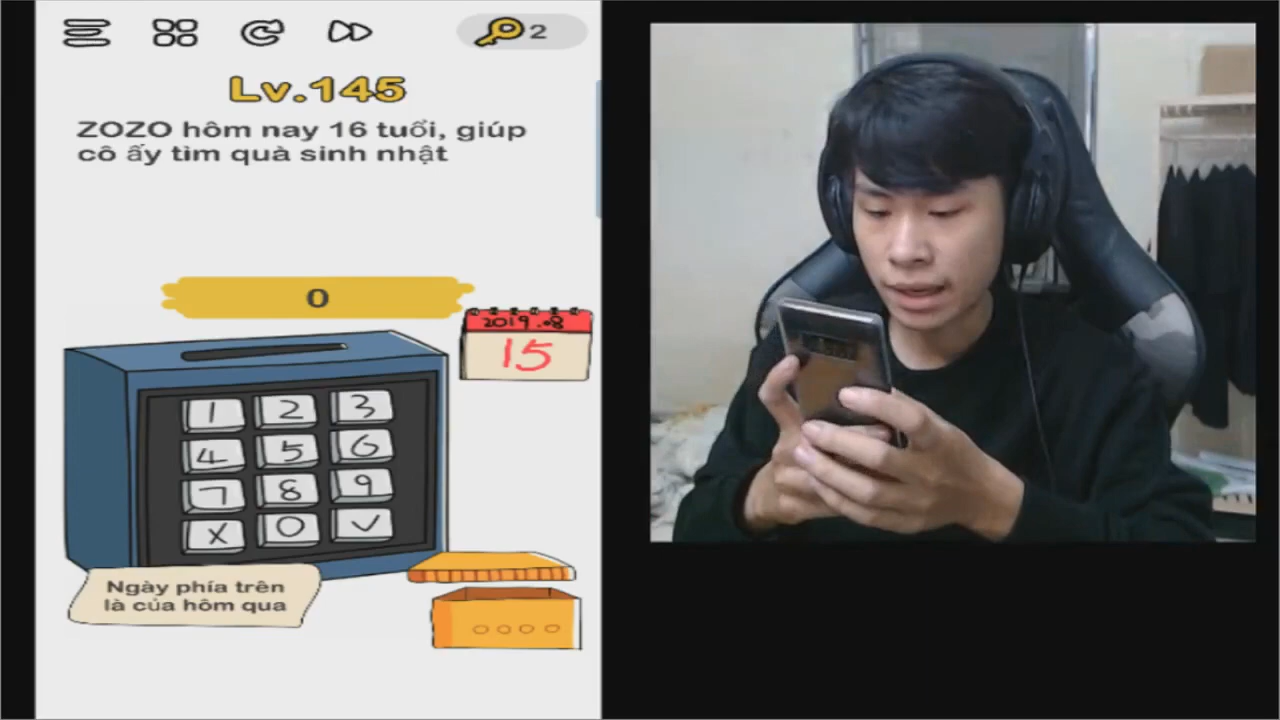 2
Lv.145
ZOZO hôm nay 16 tuổi, giúp
cô ấy tìm quà sinh nhật
0
2019.8
15
1 2 3
4 5 6
7 8 9
X 0 V
Ngày phía trên
là của hôm qua